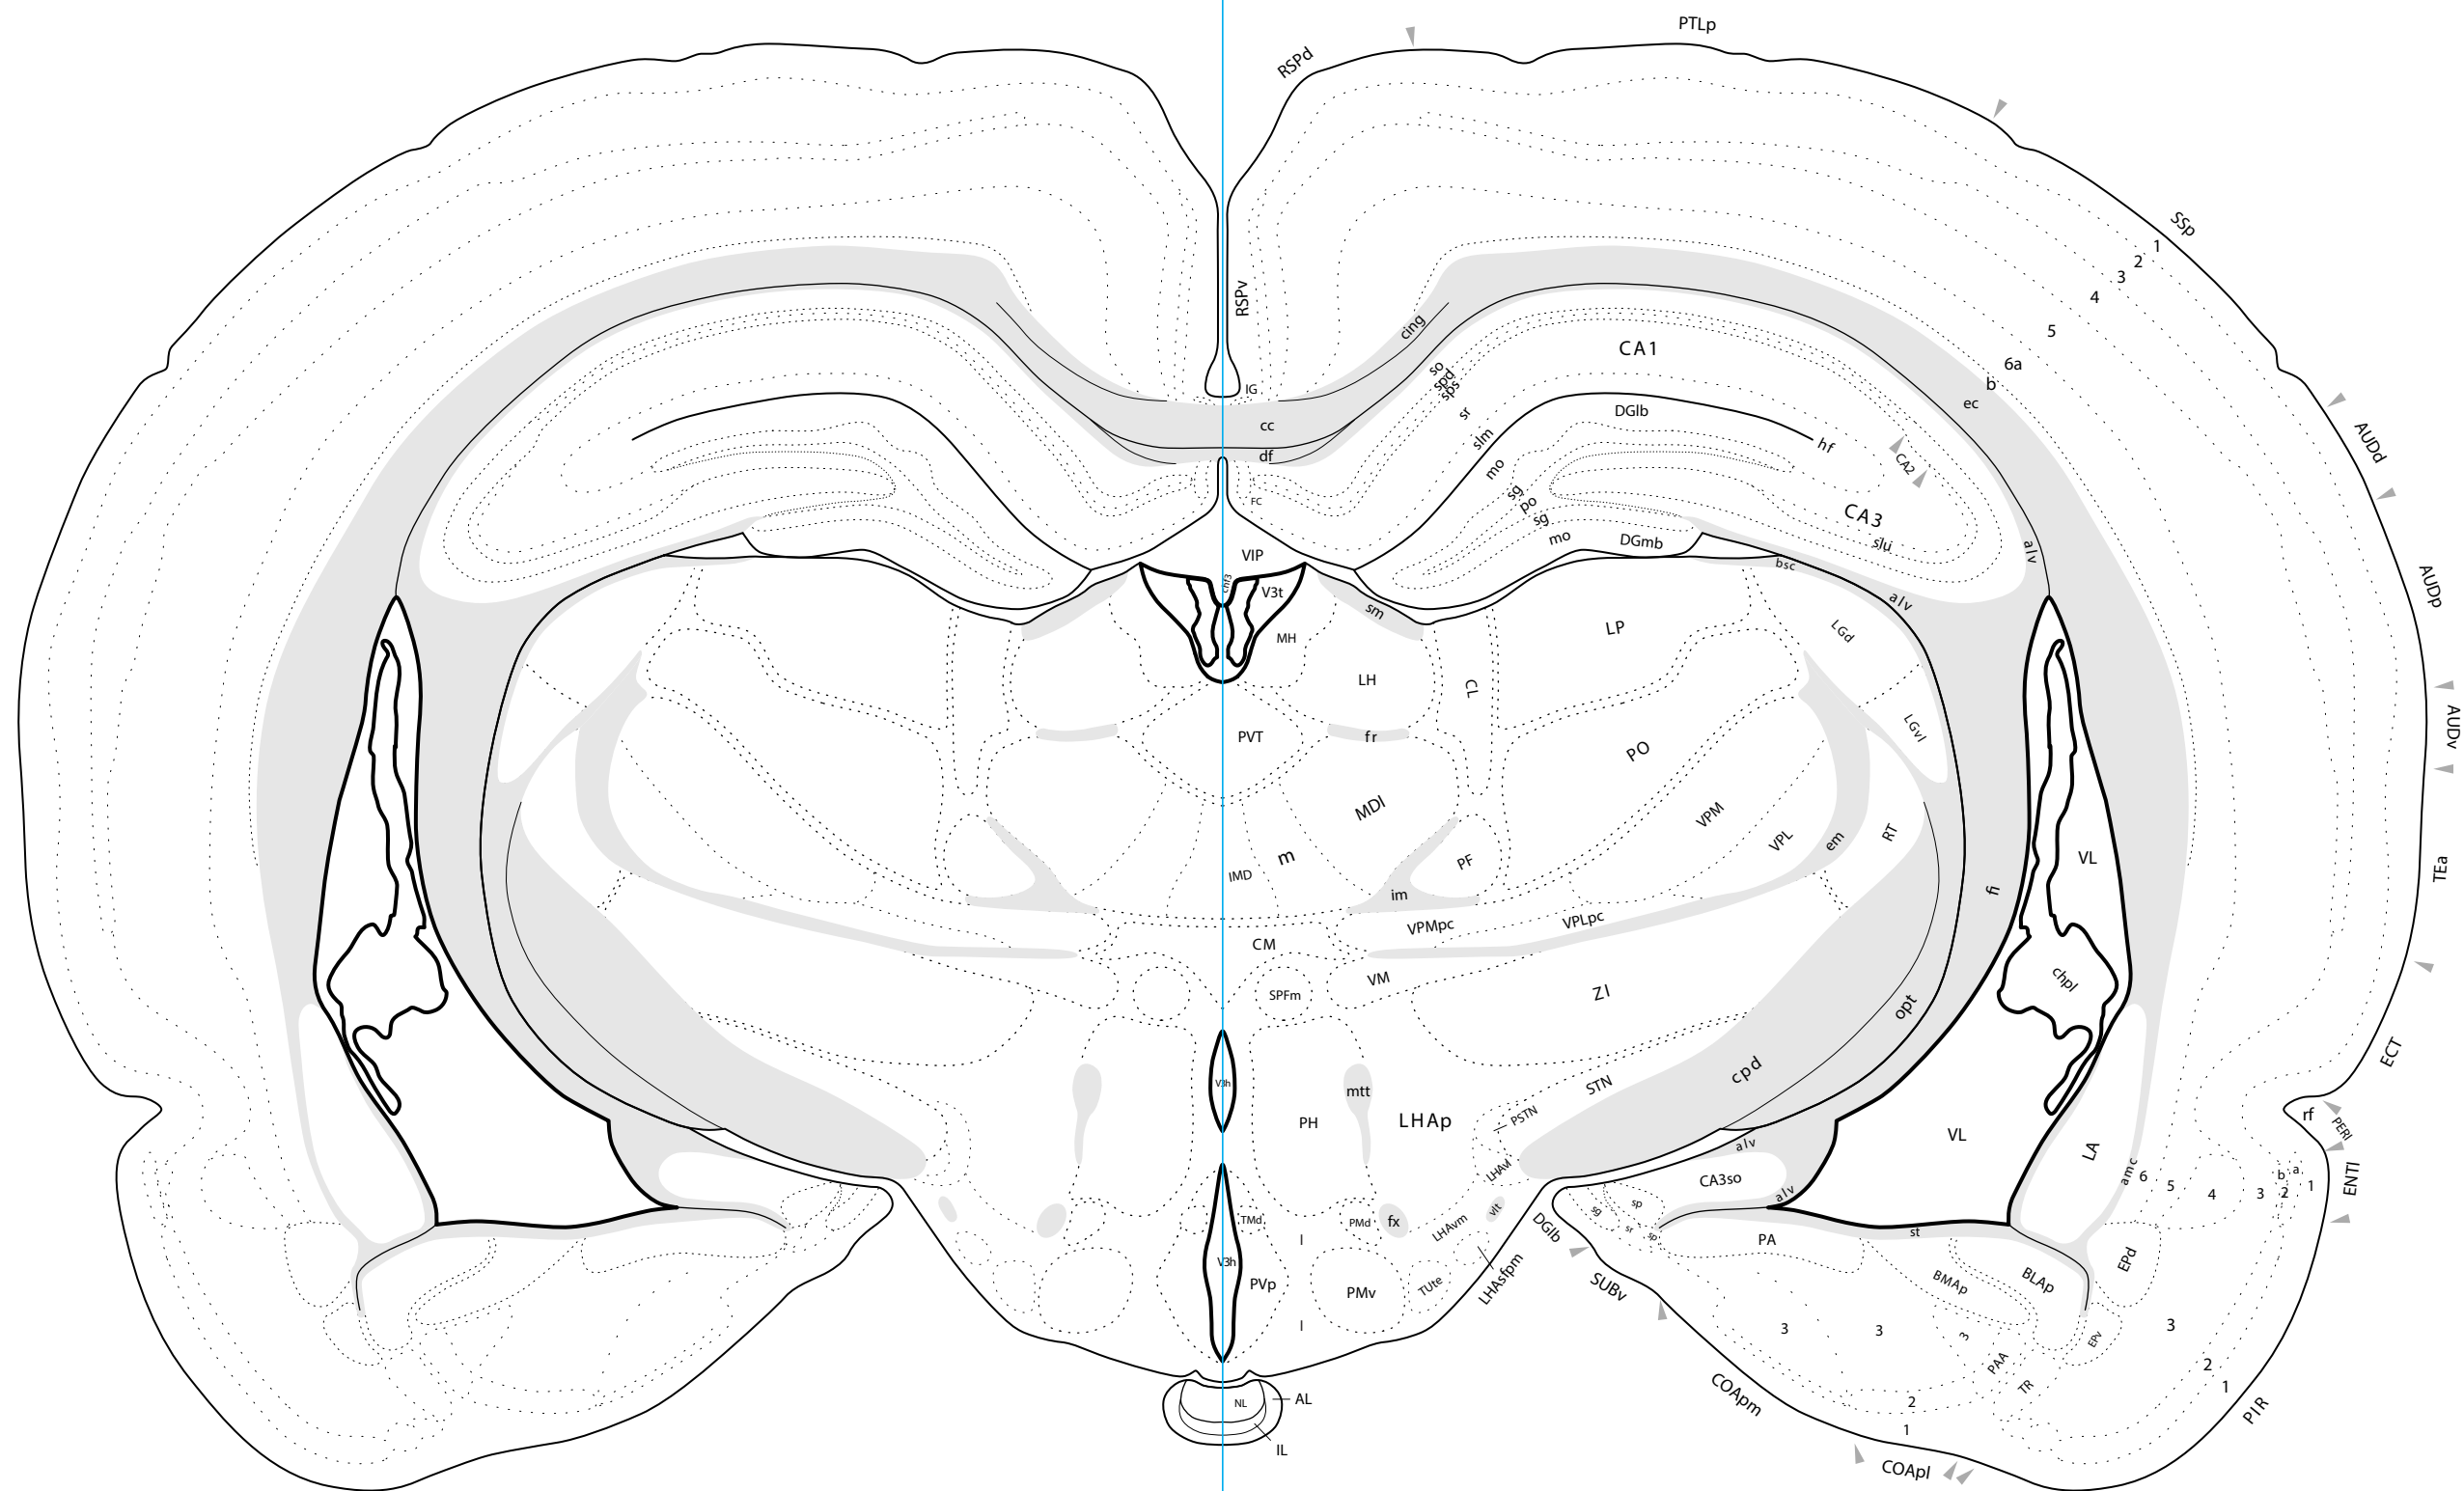 PTLp
RSPd
SSp
1
2
3
4
5
6a
b
ec
RSPv
cing
CA1
so
spd
sps
IG
sr
DGlb
cc
slm
hf
AUDd
df
mo
CA2
FC
sg
po
sg
CA3
mo
DGmb
slu
alv
VIP
bsc
chf3
V3t
sm
alv
AUDp
MH
LP
LGd
LH
CL
PVT
fr
PO
LGvl
AUDv
MDl
VPM
VPL
em
RT
m
PF
VL
IMD
im
fi
TEa
VPMpc
VPLpc
CM
VM
SPFm
ZI
chpl
opt
ECT
V3h
mtt
cpd
STN
PH
LHAp
PSTN
rf
PERI
VL
alv
LA
LHAvl
CA3so
alv
amc
6
5
4
3
b
a
2
1
ENTl
sp
sg
sr
sp
vlt
TMd
PMd
fx
LHAvm
DGlb
l
PA
st
V3h
PVp
PMv
TUte
LHAsfpm
SUBv
BMAp
BLAp
EPd
l
3
3
3
EPv
3
PAA
2
TR
1
2
1
COApm
PIR
NL
AL
IL
COApl